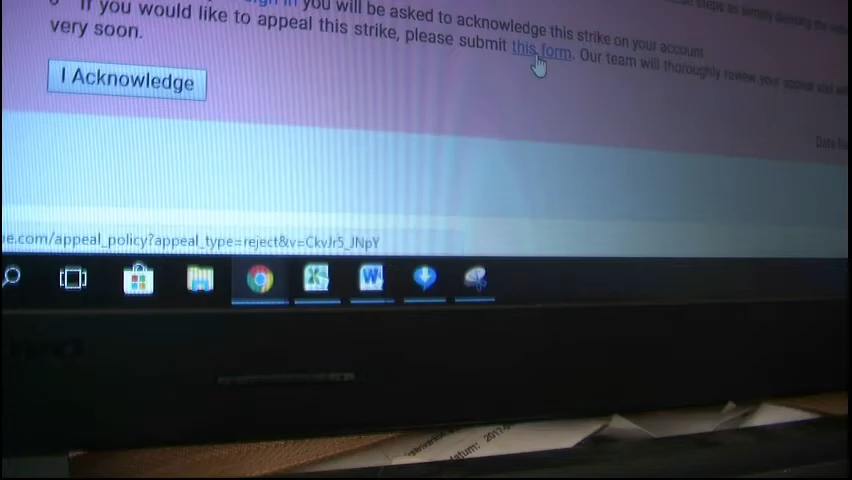 you will be asked to acknowledge this strike on your account
If you would like to appeal this strike, please submit this form. Our team will thoroughly review your appeal
very soon.
I Acknowledge
e.com/appeal_policy?appeal_type=reject&v=CkvJr5_JNpY
datum: 2017-